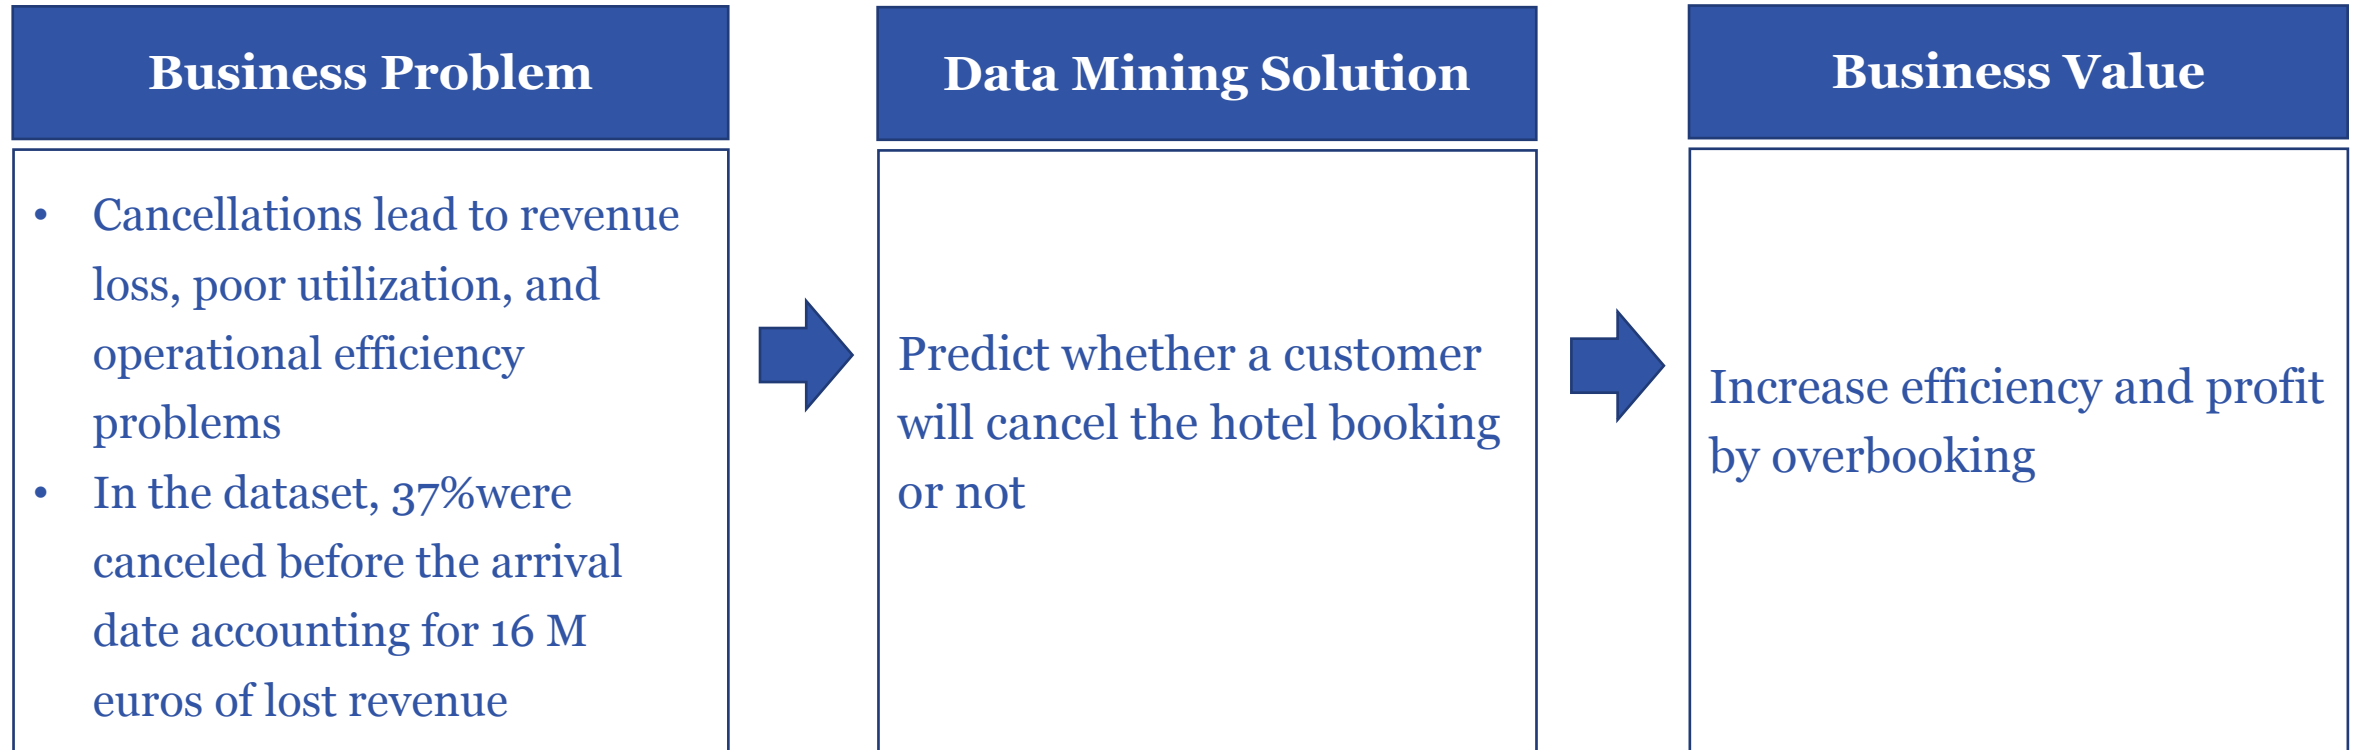 Business Problem
• Cancellations lead to revenue
loss, poor utilization, and
operational efficiency
problems
• In the dataset, 37%were
canceled before the arrival
date accounting for 16 M
euros of lost revenue
Data Mining Solution
Predict whether a customer
will cancel the hotel booking
or not
Business Value
Increase efficiency and profit
by overbooking